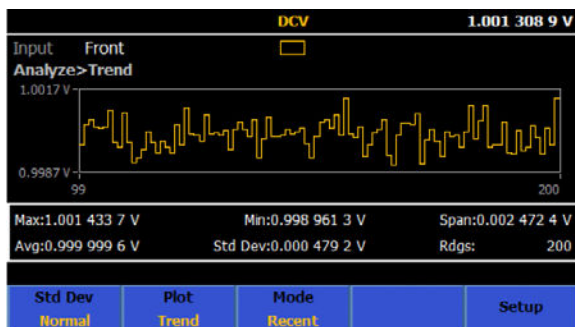 DCV 1.001 308 9 V
Input Front
Analyze>Trend
1.0017 V
0.9987 V
99 200
Max:1.001 433 7 V Min:0.998 961 3 V Span:0.002 472 4 V
Avg:0.999 999 6 V Std Dev:0.000 479 2 V Rdgs: 200
Std Dev Plot Mode Setup
Normal Trend Recent